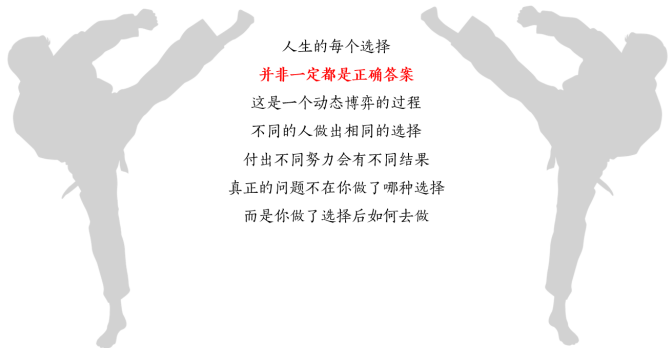 人生的每个选择
并非一定都是正确答案
这是一个动态博弈的过程
不同的人做出相同的选择
付出不同努力会有不同结果
真正的问题不在你做了哪种选择
而是你做了选择后如何去做